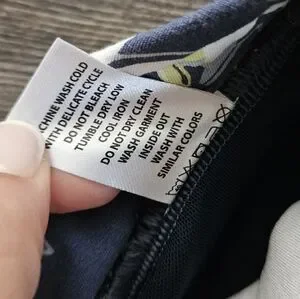 CHINE WASH COLD
WITH DELICATE CYCLE
DO NOT BLEACH
TUMBLE DRY LOW
COOL IRON
DO NOT DRY CLEAN
WASH GARMENT
INSIDE OUT
WASH WITH
SIMILAR COLORS